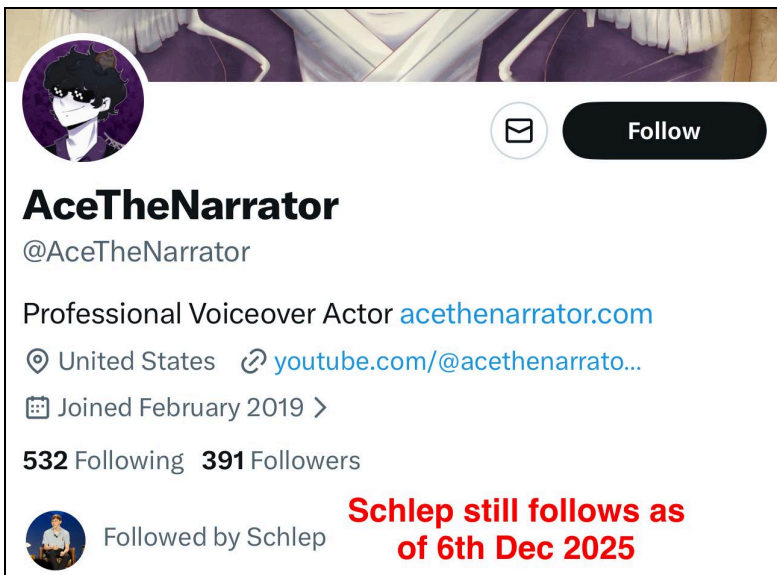 Follow
AceTheNarrator
@AceTheNarrator
Professional Voiceover Actor acethenarrator.com
United States youtube.com/@acethenarrato...
Joined February 2019
532 Following 391 Followers
Followed by Schlep
Schlep still follows as
of 6th Dec 2025